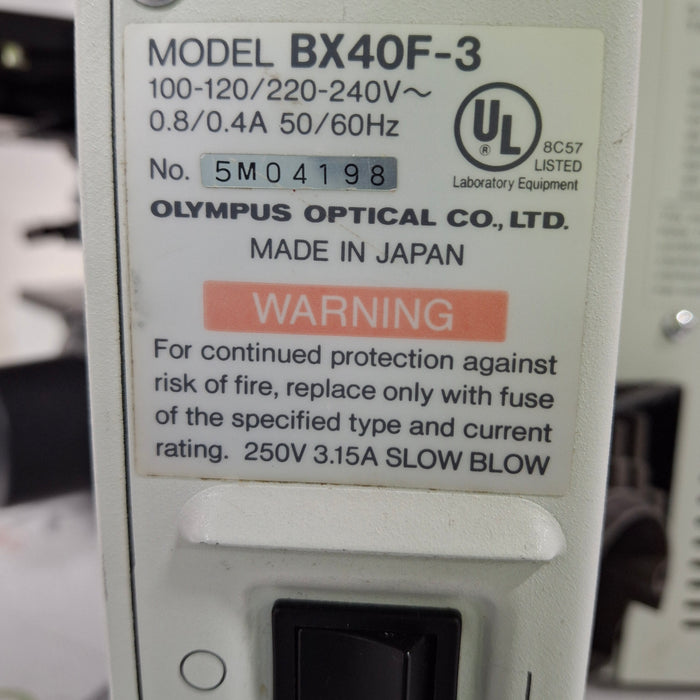 MODEL BX40F-3
100-120/220-240V～
0.8/0.4A 50/60Hz
UL ®
8C57
LISTED
Laboratory Equipment
No. 5M04198
OLYMPUS OPTICAL CO., LTD.
MADE IN JAPAN
WARNING
For continued protection against
risk of fire, replace only with fuse
of the specified type and current
rating. 250V 3.15A SLOW BLOW